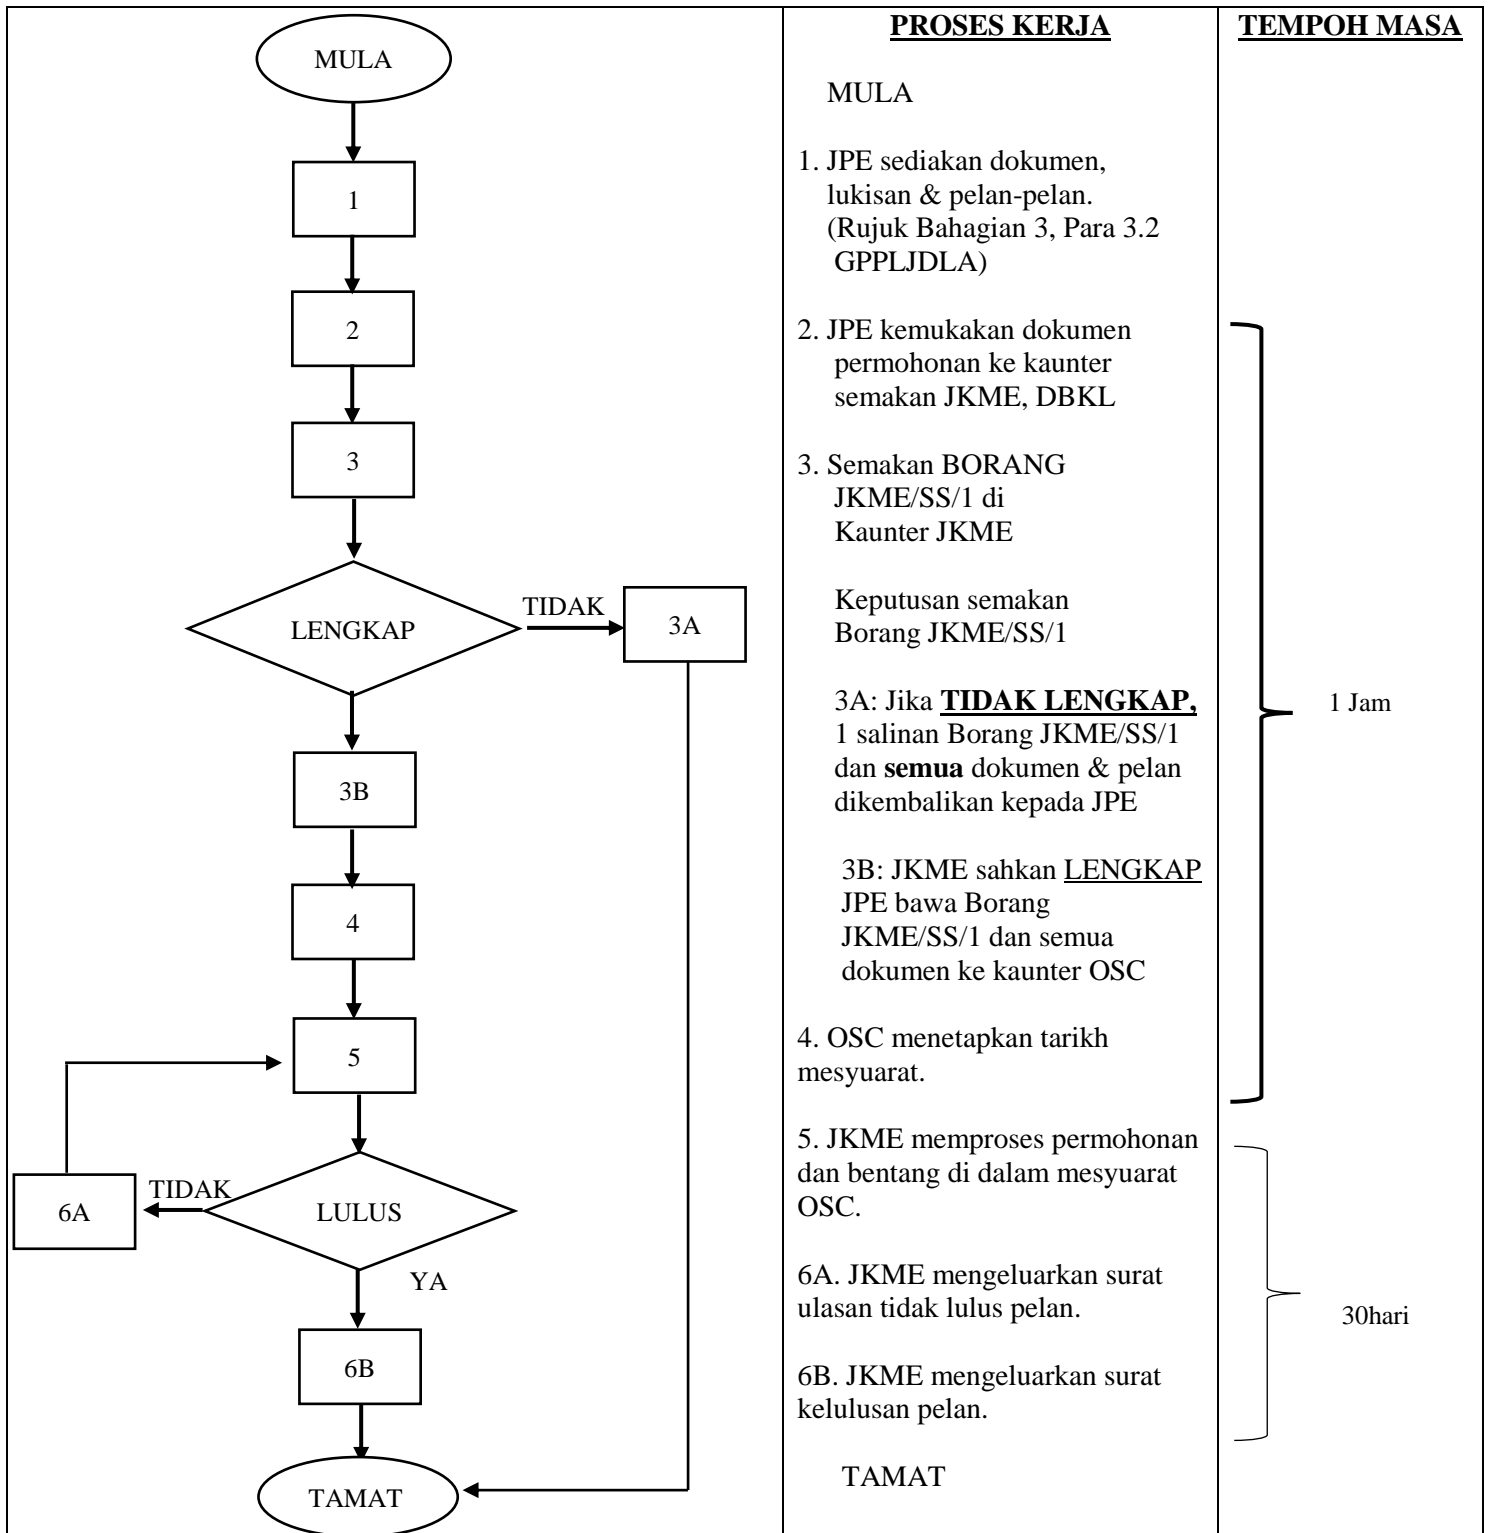 MULA
1
2
3
LENGKAP
TIDAK
3A
3B
4
5
TIDAK
6A
LULUS
YA
6B
TAMAT
PROSES KERJA
MULA
1. JPE sediakan dokumen,
lukisan & pelan-pelan.
(Rujuk Bahagian 3, Para 3.2
GPPLJDLA)
2. JPE kemukakan dokumen
permohonan ke kaunter
semakan JKME, DBKL
3. Semakan BORANG
JKME/SS/1 di
Kaunter JKME
Keputusan semakan
Borang JKME/SS/1
3A: Jika TIDAK LENGKAP,
1 salinan Borang JKME/SS/1
dan semua dokumen & pelan
dikembalikan kepada JPE
3B: JKME sahkan LENGKAP
JPE bawa Borang
JKME/SS/1 dan semua
dokumen ke kaunter OSC
4. OSC menetapkan tarikh
mesyuarat.
5. JKME memproses permohonan
dan bentang di dalam mesyuarat
OSC.
6A. JKME mengeluarkan surat
ulasan tidak lulus pelan.
6B. JKME mengeluarkan surat
kelulusan pelan.
TAMAT
TEMPOH MASA
1 Jam
30hari